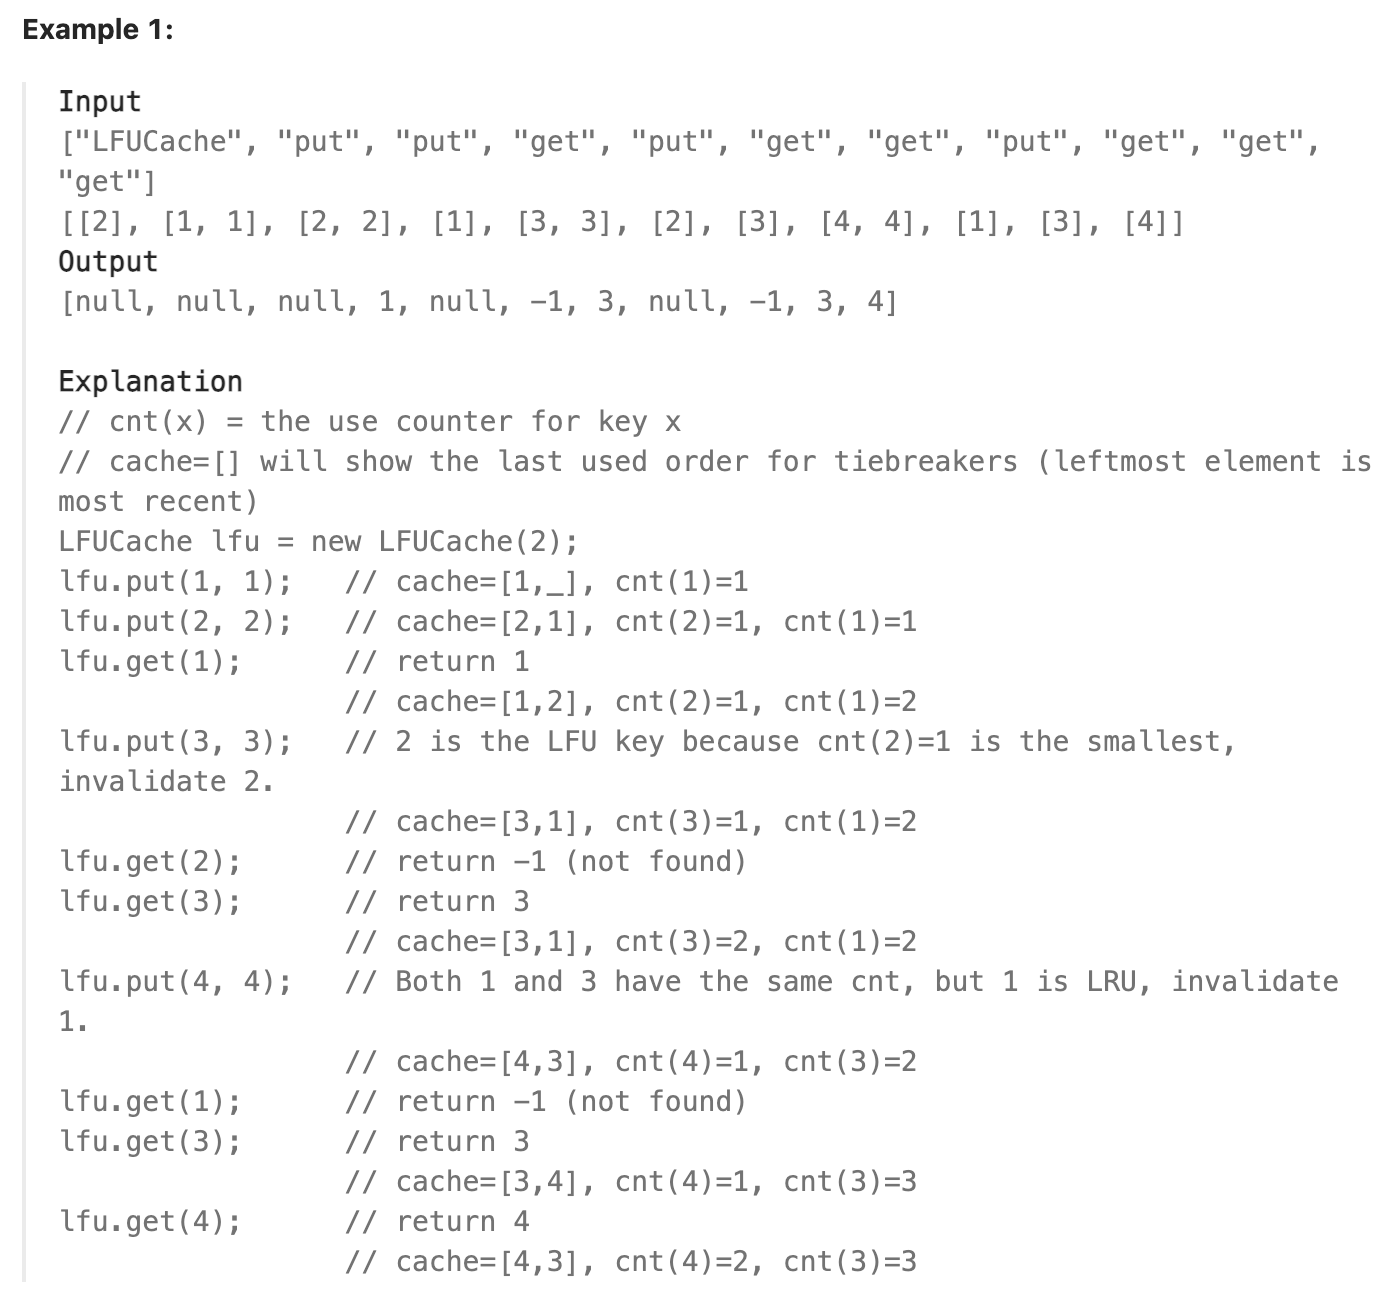 Example 1:
Input
["LFUCache", "put", "put", "get", "put", "get", "get", "put", "get", "get",
"get"]
[[2], [1, 1], [2, 2], [1], [3, 3], [2], [3], [4, 4], [1], [3], [4]]
Output
[null, null, null, 1, null, −1, 3, null, −1, 3, 4]
Explanation
// cnt(x) = the use counter for key x
// cache=[] will show the last used order for tiebreakers (leftmost element is
most recent)
LFUCache lfu = new LFUCache(2);
lfu.put(1, 1);   // cache=[1,_], cnt(1)=1
lfu.put(2, 2);   // cache=[2,1], cnt(2)=1, cnt(1)=1
lfu.get(1);      // return 1
                 // cache=[1,2], cnt(2)=1, cnt(1)=2
lfu.put(3, 3);   // 2 is the LFU key because cnt(2)=1 is the smallest,
invalidate 2.
                 // cache=[3,1], cnt(3)=1, cnt(1)=2
lfu.get(2);      // return −1 (not found)
lfu.get(3);      // return 3
                 // cache=[3,1], cnt(3)=2, cnt(1)=2
lfu.put(4, 4);   // Both 1 and 3 have the same cnt, but 1 is LRU, invalidate
1.
                 // cache=[4,3], cnt(4)=1, cnt(3)=2
lfu.get(1);      // return −1 (not found)
lfu.get(3);      // return 3
                 // cache=[3,4], cnt(4)=1, cnt(3)=3
lfu.get(4);      // return 4
                 // cache=[4,3], cnt(4)=2, cnt(3)=3